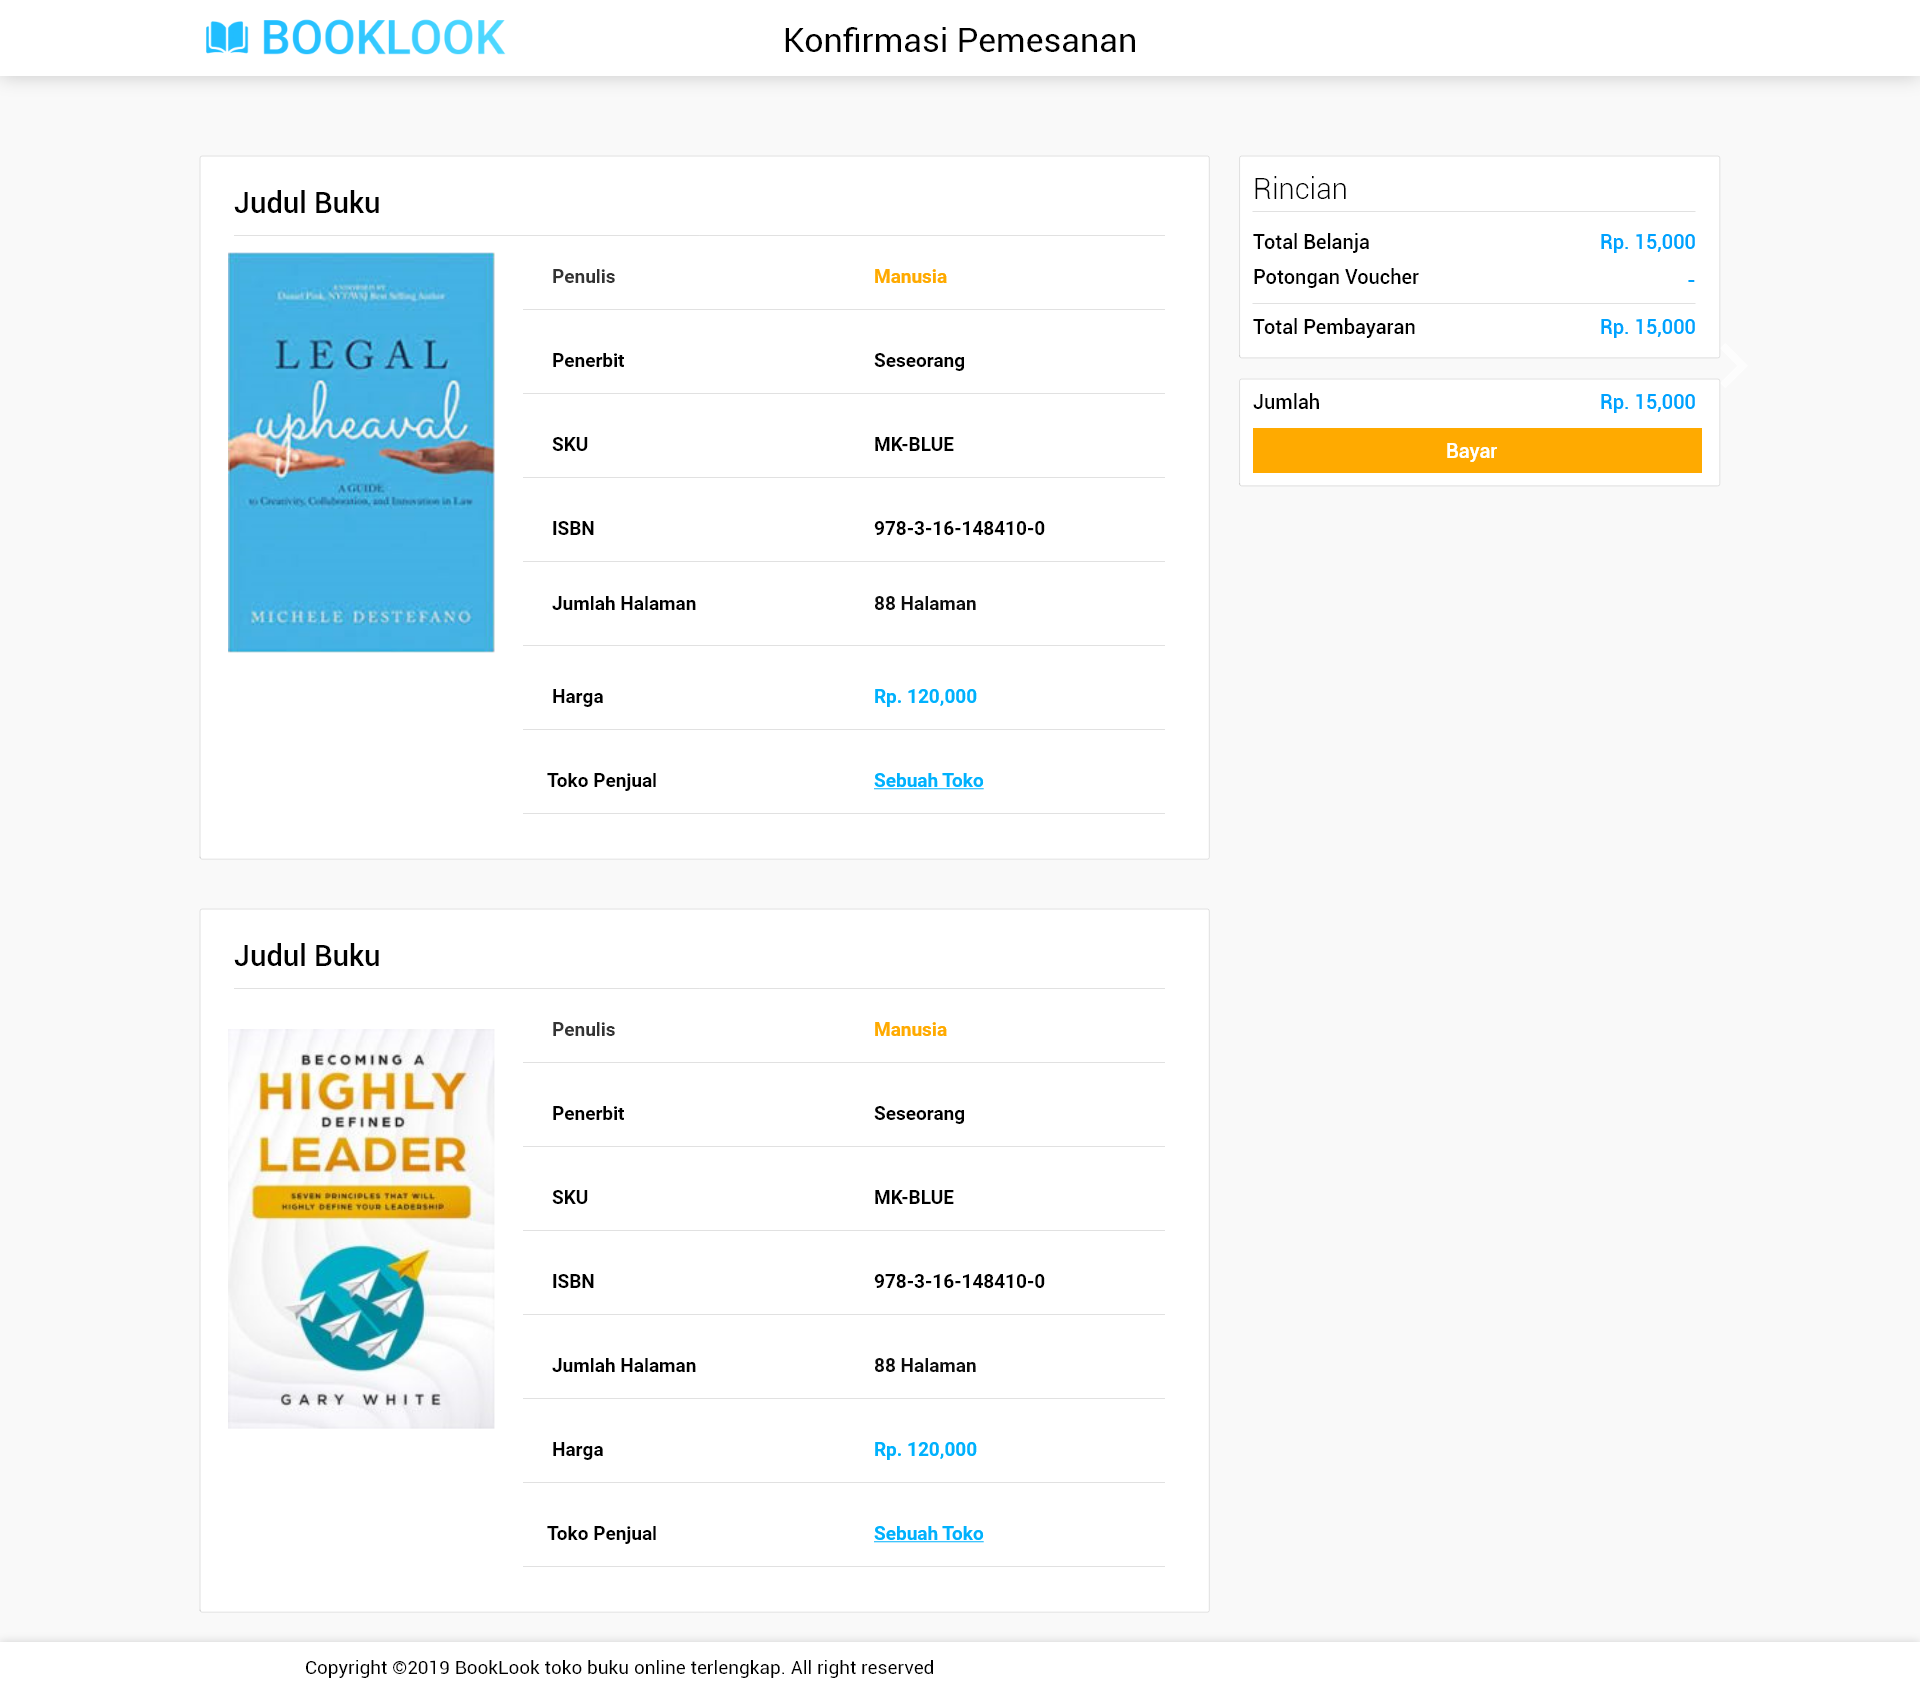 BOOKLOOK
Konfirmasi Pemesanan
Judul Buku
ENDORSED BY
Daniel Pink, NYT/WSJ Best Selling Author
LEGAL
upheaval
A GUIDE
to Creativity, Collaboration, and Innovation in Law
MICHELE DESTEFANO
Penulis Manusia
Penerbit Seseorang
SKU MK-BLUE
ISBN 978-3-16-148410-0
Jumlah Halaman 88 Halaman
Harga Rp. 120,000
Toko Penjual Sebuah Toko
Rincian
Total Belanja Rp. 15,000
Potongan Voucher -
Total Pembayaran Rp. 15,000
Jumlah Rp. 15,000
Bayar
Judul Buku
BECOMING A
HIGHLY
DEFINED
LEADER
SEVEN PRINCIPLES THAT WILL
HIGHLY DEFINE YOUR LEADERSHIP
GARY WHITE
Penulis Manusia
Penerbit Seseorang
SKU MK-BLUE
ISBN 978-3-16-148410-0
Jumlah Halaman 88 Halaman
Harga Rp. 120,000
Toko Penjual Sebuah Toko
Copyright ©2019 BookLook toko buku online terlengkap. All right reserved